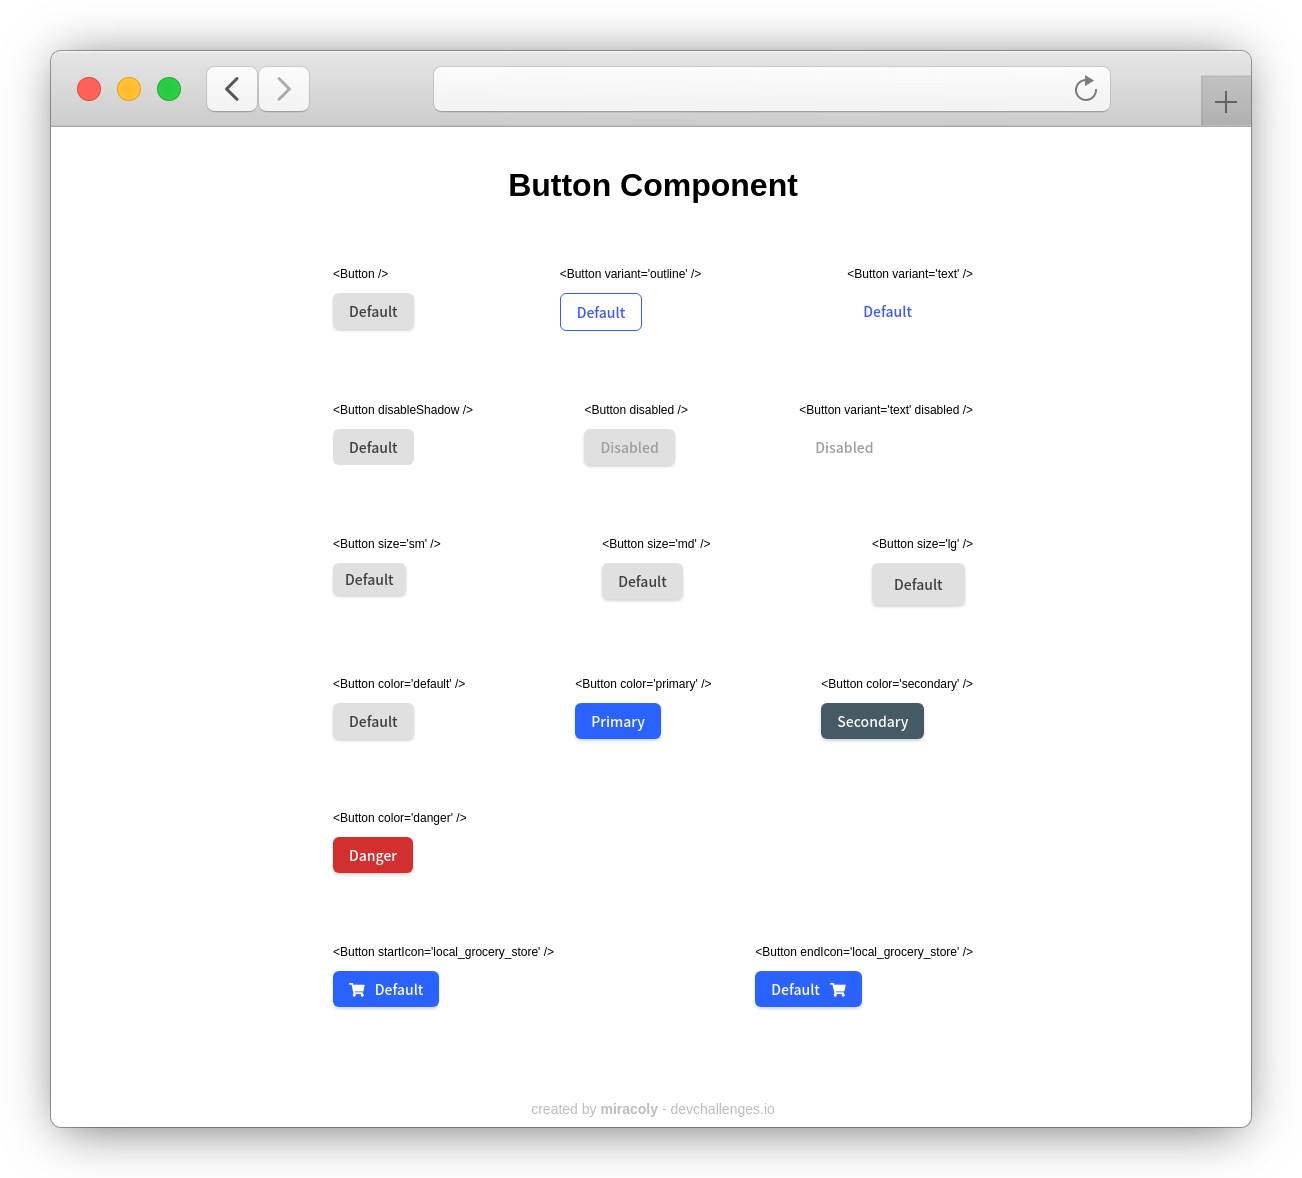 Button Component
<Button />
<Button variant='outline' />
<Button variant='text' />
Default
Default
Default
<Button disableShadow />
<Button disabled />
<Button variant='text' disabled />
Default
Disabled
Disabled
<Button size='sm' />
<Button size='md' />
<Button size='lg' />
Default
Default
Default
<Button color='default' />
<Button color='primary' />
<Button color='secondary' />
Default
Primary
Secondary
<Button color='danger' />
Danger
<Button startIcon='local_grocery_store' />
<Button endIcon='local_grocery_store' />
Default
Default
created by miracoly - devchallenges.io